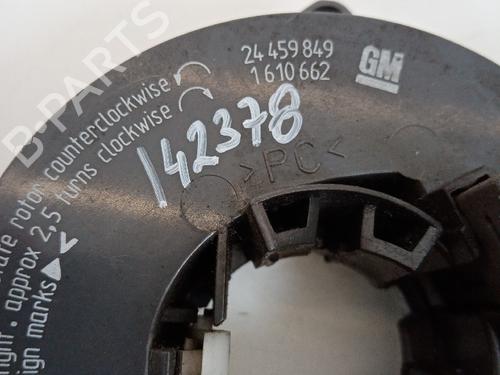 24 459 849
1 610 662
GM
rotor counterclockwise
approx 2,5 turns clockwise
marks
142378
>PC<
B-PARTS